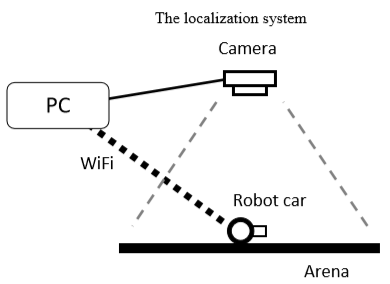 The localization system
Camera
PC
WiFi
Robot car
Arena